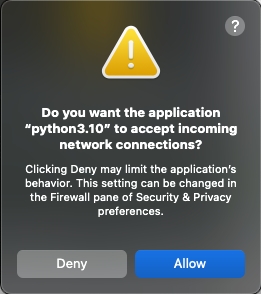 ?
Do you want the application
“python3.10” to accept incoming
network connections?
Clicking Deny may limit the application’s
behavior. This setting can be changed in
the Firewall pane of Security & Privacy
preferences.
Deny
Allow